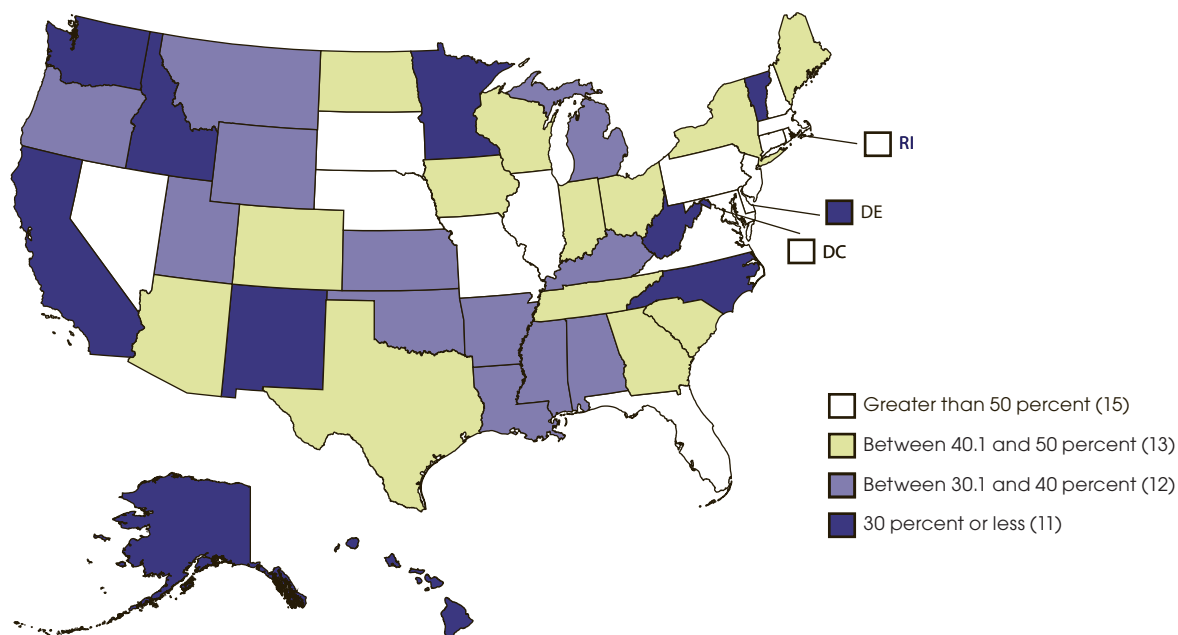 RI
DE
DC
Greater than 50 percent (15)
Between 40.1 and 50 percent (13)
Between 30.1 and 40 percent (12)
30 percent or less (11)